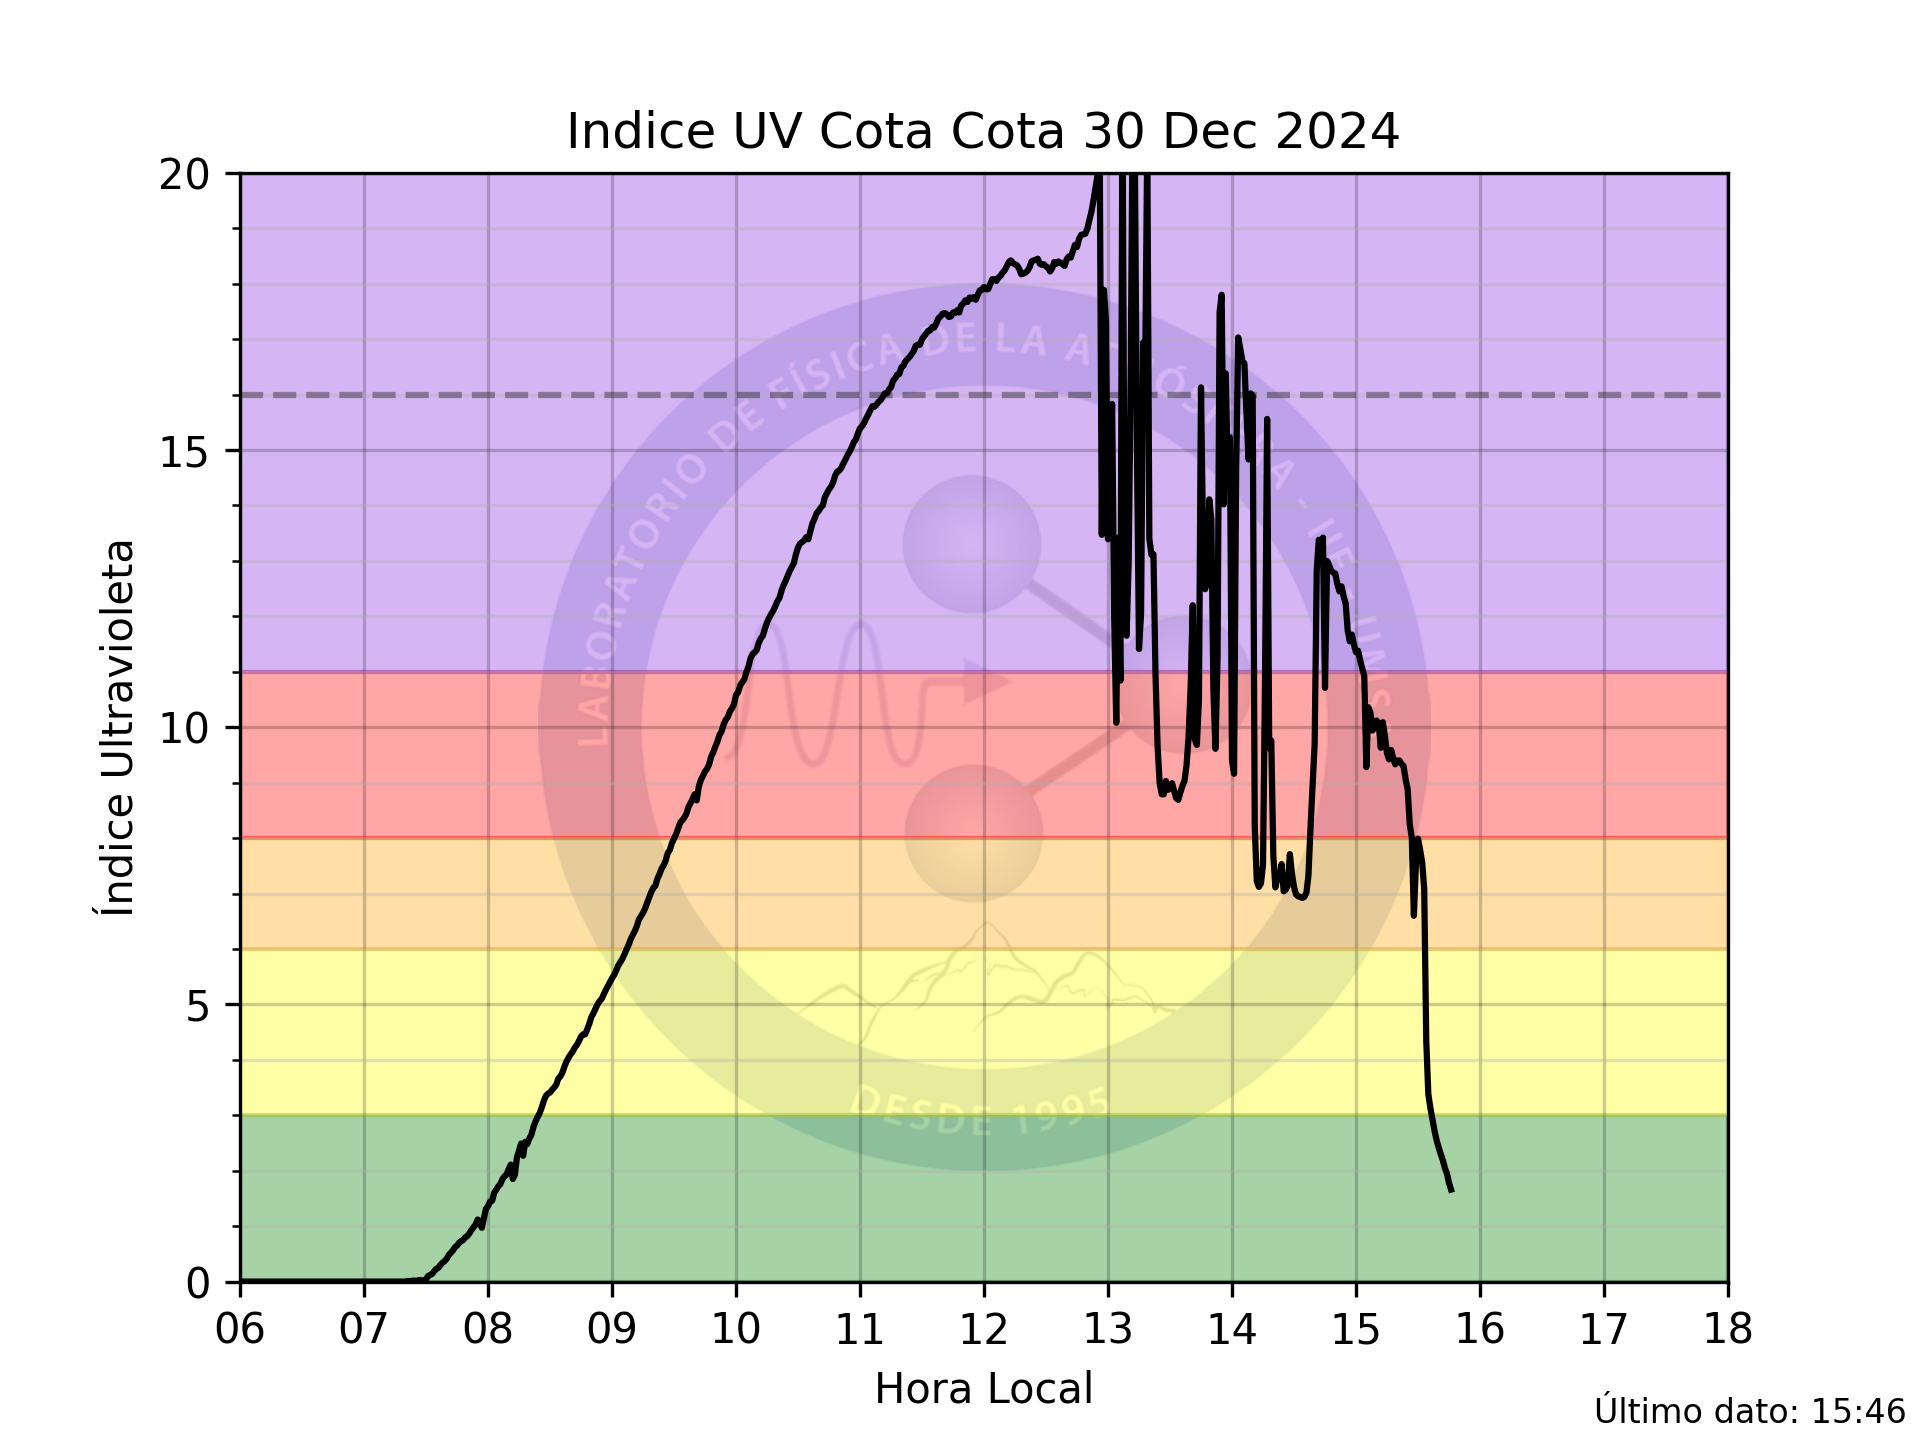 Indice UV Cota Cota 30 Dec 2024
20
15
10
5
0
Índice Ultravioleta
LABORATORIO DE FÍSICA DE LA
DESDE 1995
06 07 08 09 10 11 12 13 14 15 16 17 18
Hora Local
Último dato: 15:46